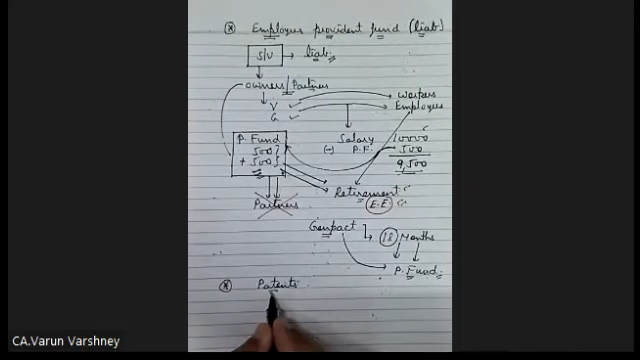 * Employees provident fund (liab)
S/V → liab.
owners / Partners
V
G
Workers
Employees
P. Fund
500
+ 500
Salary
(-) P.F.
10000
500
9,500
Retirement
E.E
Partners
Genpact
18 Months
P. Fund
* Patents
CA.Varun Varshney